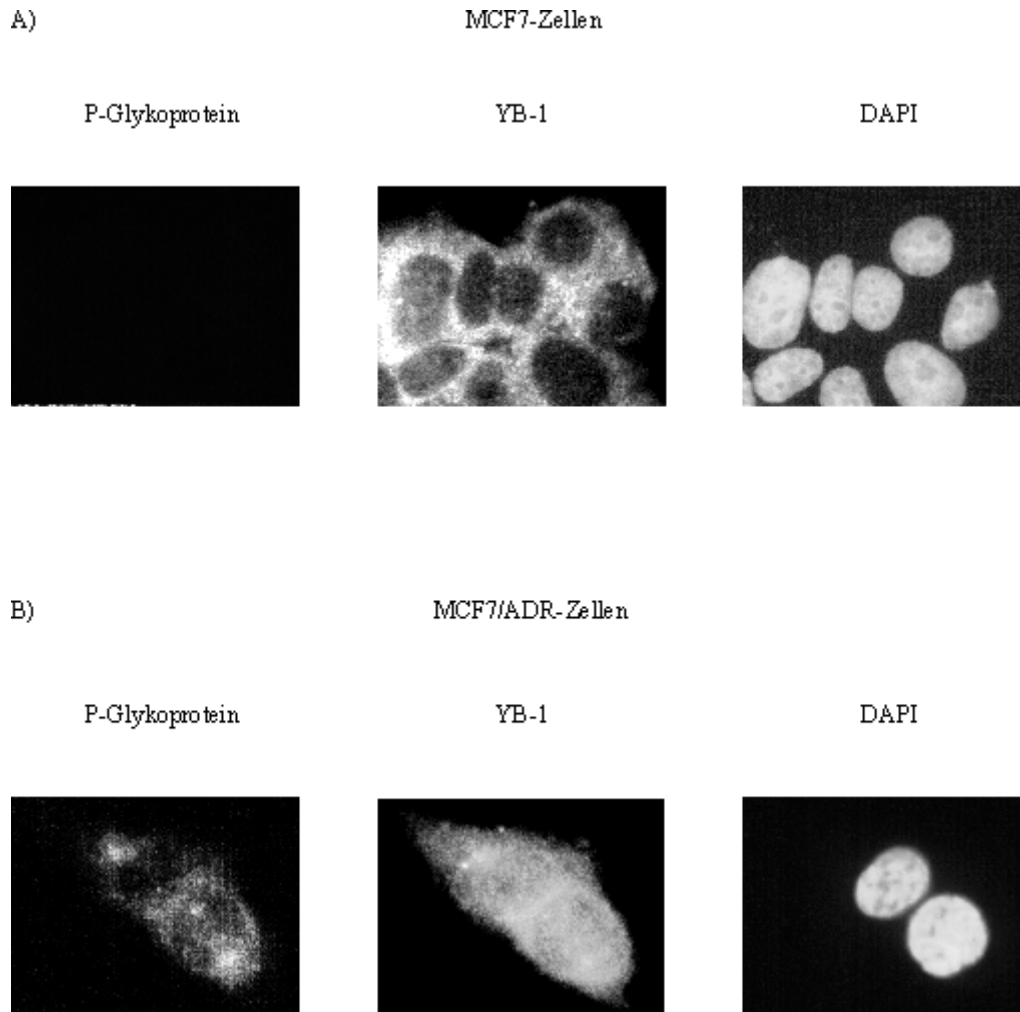 A)
MCF7-Zellen
P-Glykoprotein
YB-1
DAPI
B)
MCF7/ADR-Zellen
P-Glykoprotein
YB-1
DAPI